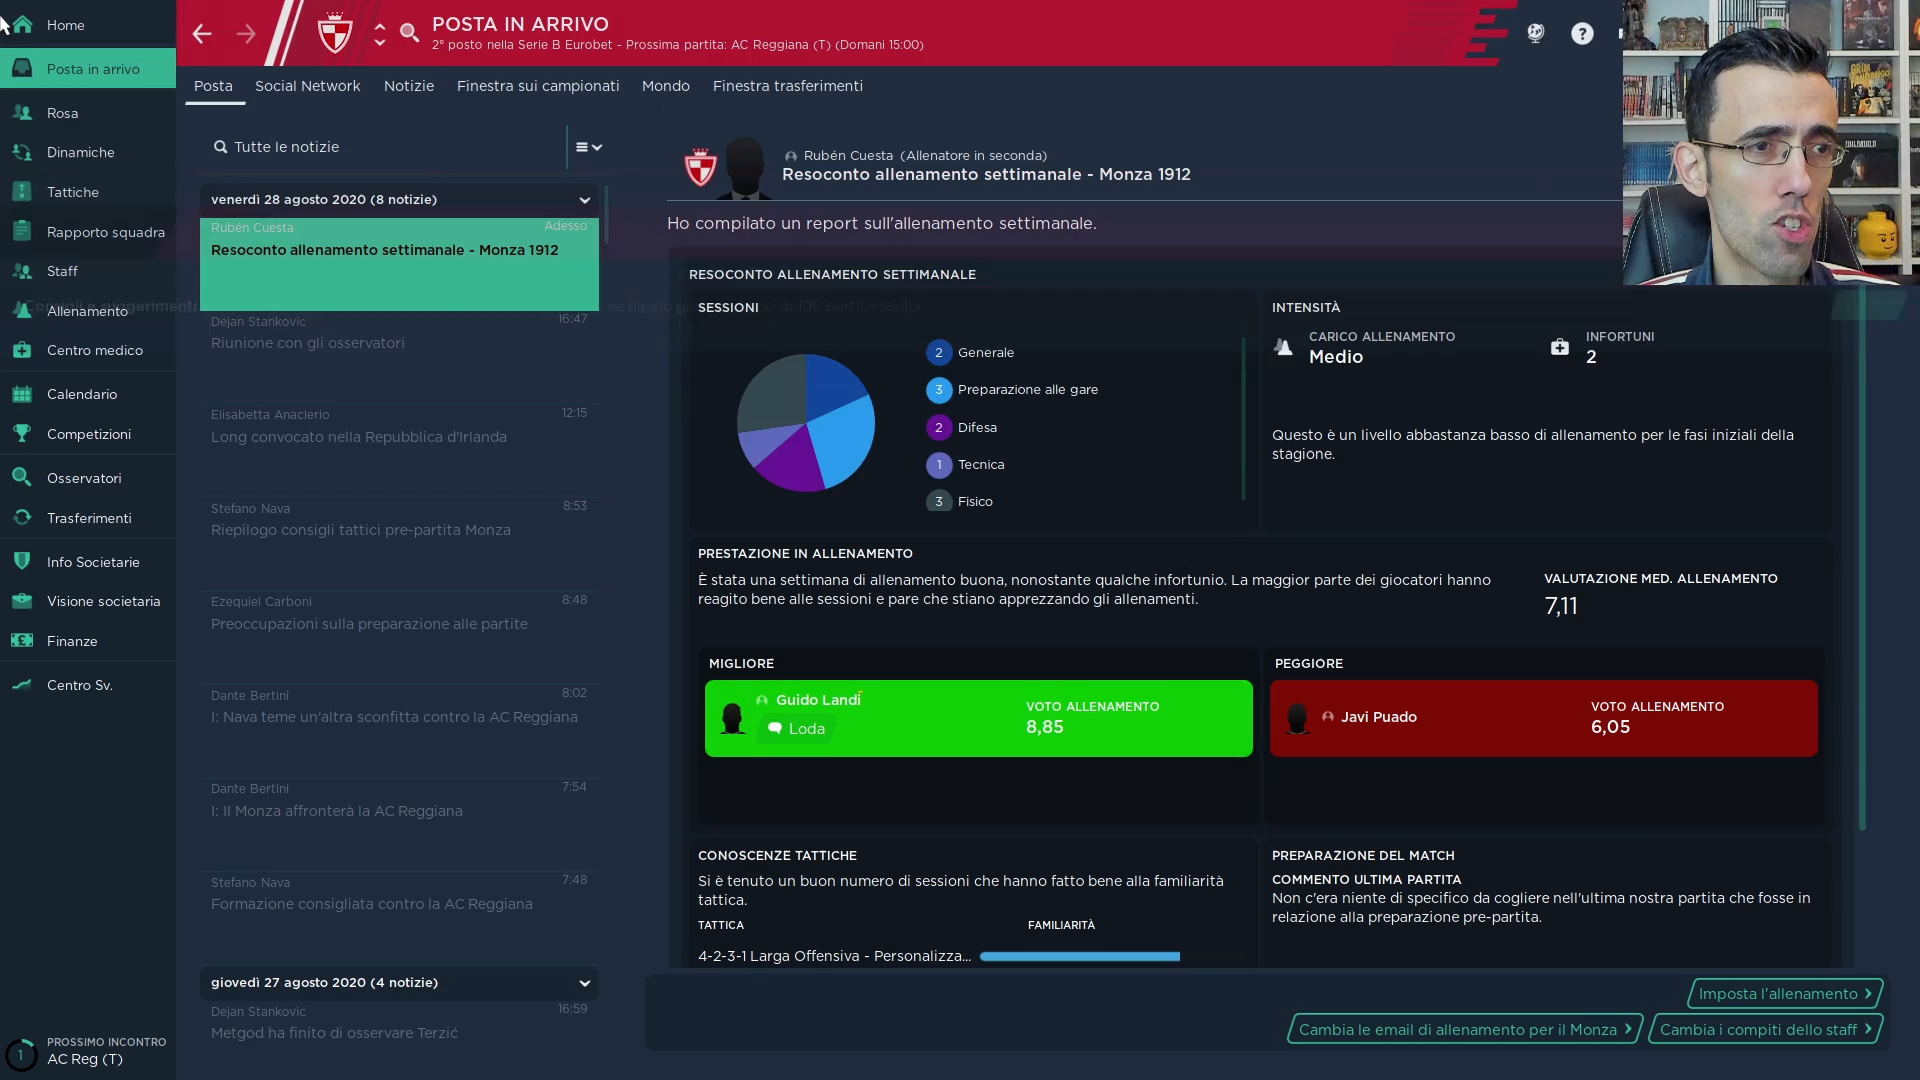 Home
Posta in arrivo
Rosa
Dinamiche
Tattiche
Rapporto squadra
Staff
Allenamento
Centro medico
Calendario
Competizioni
Osservatori
Trasferimenti
Info Societarie
Visione societaria
Finanze
Centro Sv.
1
PROSSIMO INCONTRO
AC Reg (T)
POSTA IN ARRIVO
2° posto nella Serie B Eurobet - Prossima partita: AC Reggiana (T) (Domani 15:00)
Posta Social Network Notizie Finestra sui campionati Mondo Finestra trasferimenti
Tutte le notizie
venerdì 28 agosto 2020 (8 notizie)
Rubén Cuesta Adesso
Resoconto allenamento settimanale - Monza 1912
Dejan Stankovic 16:47
Riunione con gli osservatori
Elisabetta Anaclerio 12:15
Long convocato nella Repubblica d'Irlanda
Stefano Nava 8:53
Riepilogo consigli tattici pre-partita Monza
Ezequiel Carboni 8:48
Preoccupazioni sulla preparazione alle partite
Dante Bertini 8:02
I: Nava teme un'altra sconfitta contro la AC Reggiana
Dante Bertini 7:54
I: Il Monza affronterà la AC Reggiana
Stefano Nava 7:48
Formazione consigliata contro la AC Reggiana
giovedì 27 agosto 2020 (4 notizie)
Dejan Stankovic 16:59
Metgod ha finito di osservare Terzić
Rubén Cuesta (Allenatore in seconda)
Resoconto allenamento settimanale - Monza 1912
Ho compilato un report sull'allenamento settimanale.
RESOCONTO ALLENAMENTO SETTIMANALE
SESSIONI
2 Generale
3 Preparazione alle gare
2 Difesa
1 Tecnica
3 Fisico
INTENSITÀ
CARICO ALLENAMENTO
Medio
INFORTUNI
2
Questo è un livello abbastanza basso di allenamento per le fasi iniziali della
stagione.
PRESTAZIONE IN ALLENAMENTO
È stata una settimana di allenamento buona, nonostante qualche infortunio. La maggior parte dei giocatori hanno
reagito bene alle sessioni e pare che stiano apprezzando gli allenamenti.
VALUTAZIONE MED. ALLENAMENTO
7,11
MIGLIORE
Guido Landi
Loda
VOTO ALLENAMENTO
8,85
PEGGIORE
Javi Puado
VOTO ALLENAMENTO
6,05
CONOSCENZE TATTICHE
Si è tenuto un buon numero di sessioni che hanno fatto bene alla familiarità
tattica.
TATTICA FAMILIARITÀ
4-2-3-1 Larga Offensiva - Personalizza...
PREPARAZIONE DEL MATCH
COMMENTO ULTIMA PARTITA
Non c'era niente di specifico da cogliere nell'ultima nostra partita che fosse in
relazione alla preparazione pre-partita.
Imposta l'allenamento
Cambia le email di allenamento per il Monza
Cambia i compiti dello staff
GRIM
FANDANGO